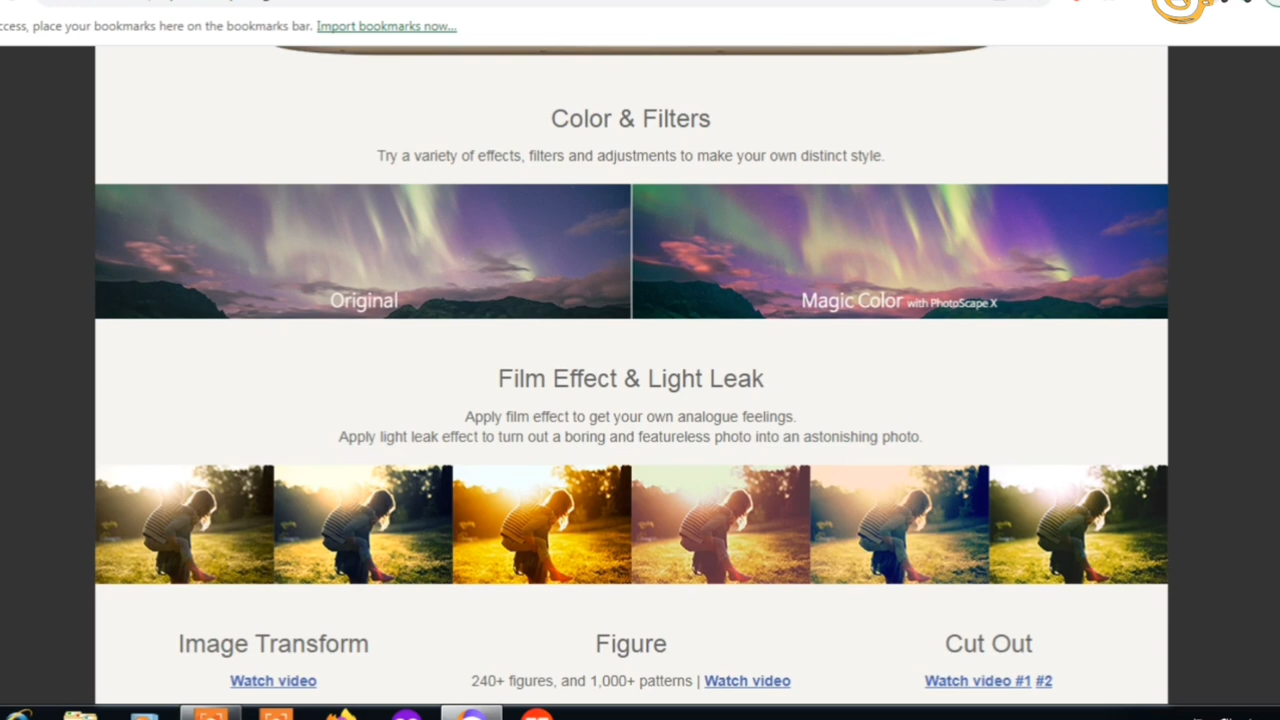 ccess, place your bookmarks here on the bookmarks bar. Import bookmarks now...
Color & Filters
Try a variety of effects, filters and adjustments to make your own distinct style.
Original
Magic Color with PhotoScape X
Film Effect & Light Leak
Apply film effect to get your own analogue feelings.
Apply light leak effect to turn out a boring and featureless photo into an astonishing photo.
Image Transform
Watch video
Figure
240+ figures, and 1,000+ patterns | Watch video
Cut Out
Watch video #1 #2